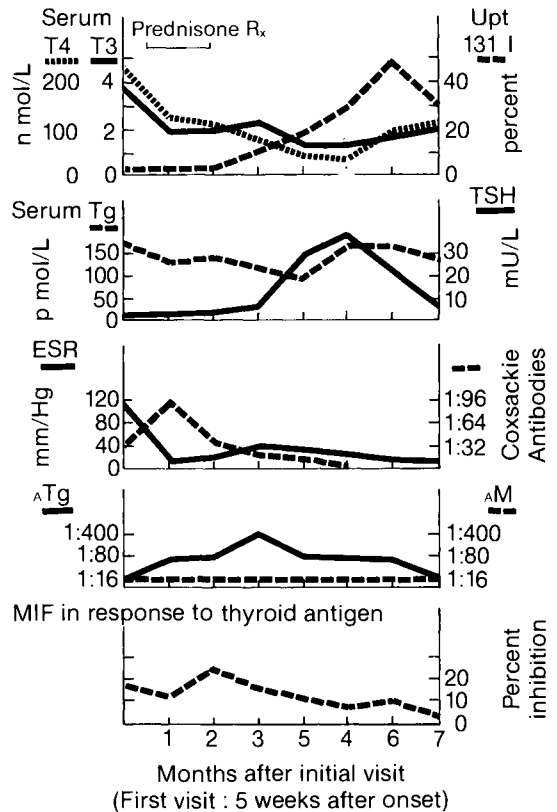 Serum
T4 T3
Prednisone Rx
Upt
131 I
n mol/L
200
100
0
4
2
0
40
20
0
percent
Serum Tg
TSH
p mol/L
150
100
50
0
30
20
10
mU/L
ESR
mm/Hg
120
80
40
0
1:96
1:64
1:32
Coxsackie
Antibodies
ATg
AM
1:400
1:80
1:16
1:400
1:80
1:16
MIF in response to thyroid antigen
20
10
0
Percent
inhibition
1 2 3 5 4 6 7
Months after initial visit
(First visit : 5 weeks after onset)